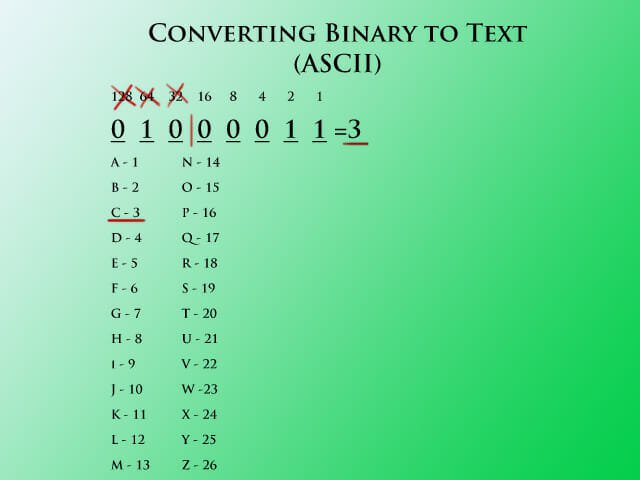 Converting Binary to Text
(ASCII)
128 64 32 16 8 4 2 1
0 1 0 0 0 0 1 1 =3
A - 1 N - 14
B - 2 O - 15
C - 3 P - 16
D - 4 Q - 17
E - 5 R - 18
F - 6 S - 19
G - 7 T - 20
H - 8 U - 21
I - 9 V - 22
J - 10 W -23
K - 11 X - 24
L - 12 Y - 25
M - 13 Z - 26